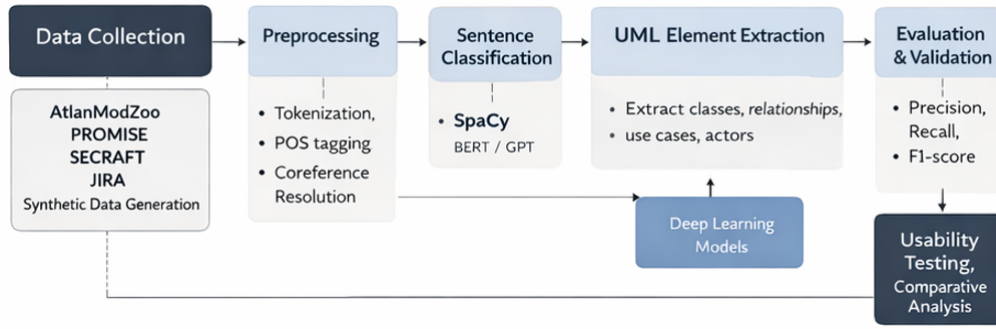 Data Collection
AtlanModZoo
PROMISE
SECRAFT
JIRA
Synthetic Data Generation
Preprocessing
• Tokenization,
• POS tagging
• Coreference
Resolution
Sentence
Classification
• SpaCy
BERT / GPT
UML Element Extraction
• Extract classes, relationships,
• use cases, actors
Deep Learning
Models
Evaluation
& Validation
• Precision,
Recall,
• F1-score
Usability
Testing,
Comparative
Analysis